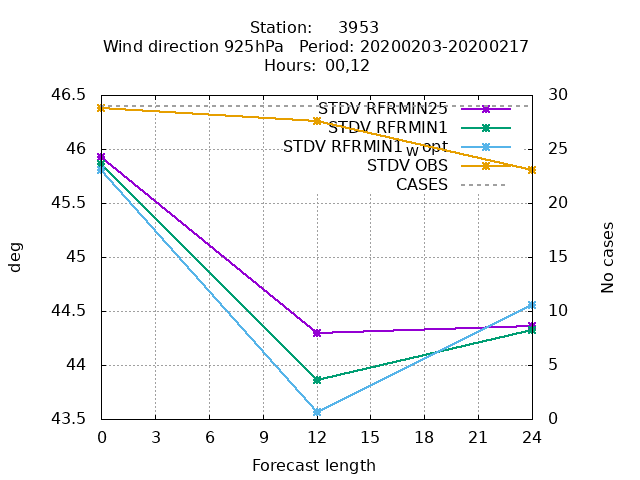 Station:     3953
Wind direction 925hPa   Period: 20200203-20200217
Hours: 00,12
46.5
46
45.5
45
44.5
44
43.5
deg
STDV RFRMIN25
STDV RFRMIN1
STDV RFRMIN1wopt
STDV OBS
CASES
30
25
20
15
10
5
0
No cases
0 3 6 9 12 15 18 21 24
Forecast length